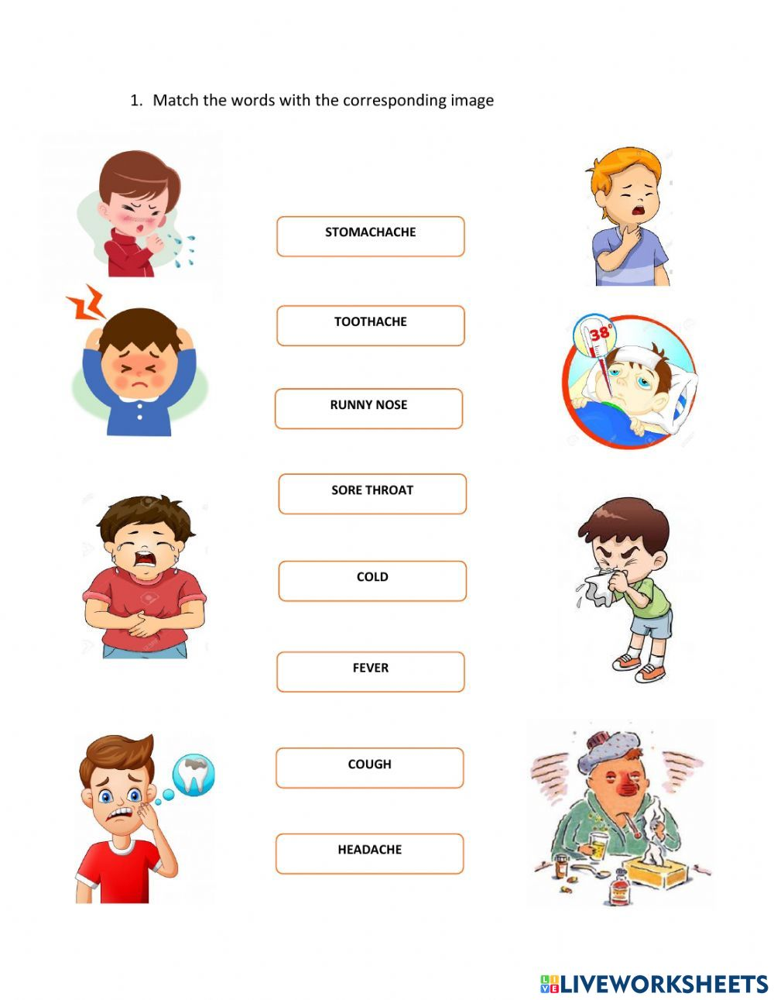 1. Match the words with the corresponding image
STOMACHACHE
TOOTHACHE
38°
RUNNY NOSE
SORE THROAT
COLD
FEVER
COUGH
HEADACHE
LIVE LIVEWORKSHEETS